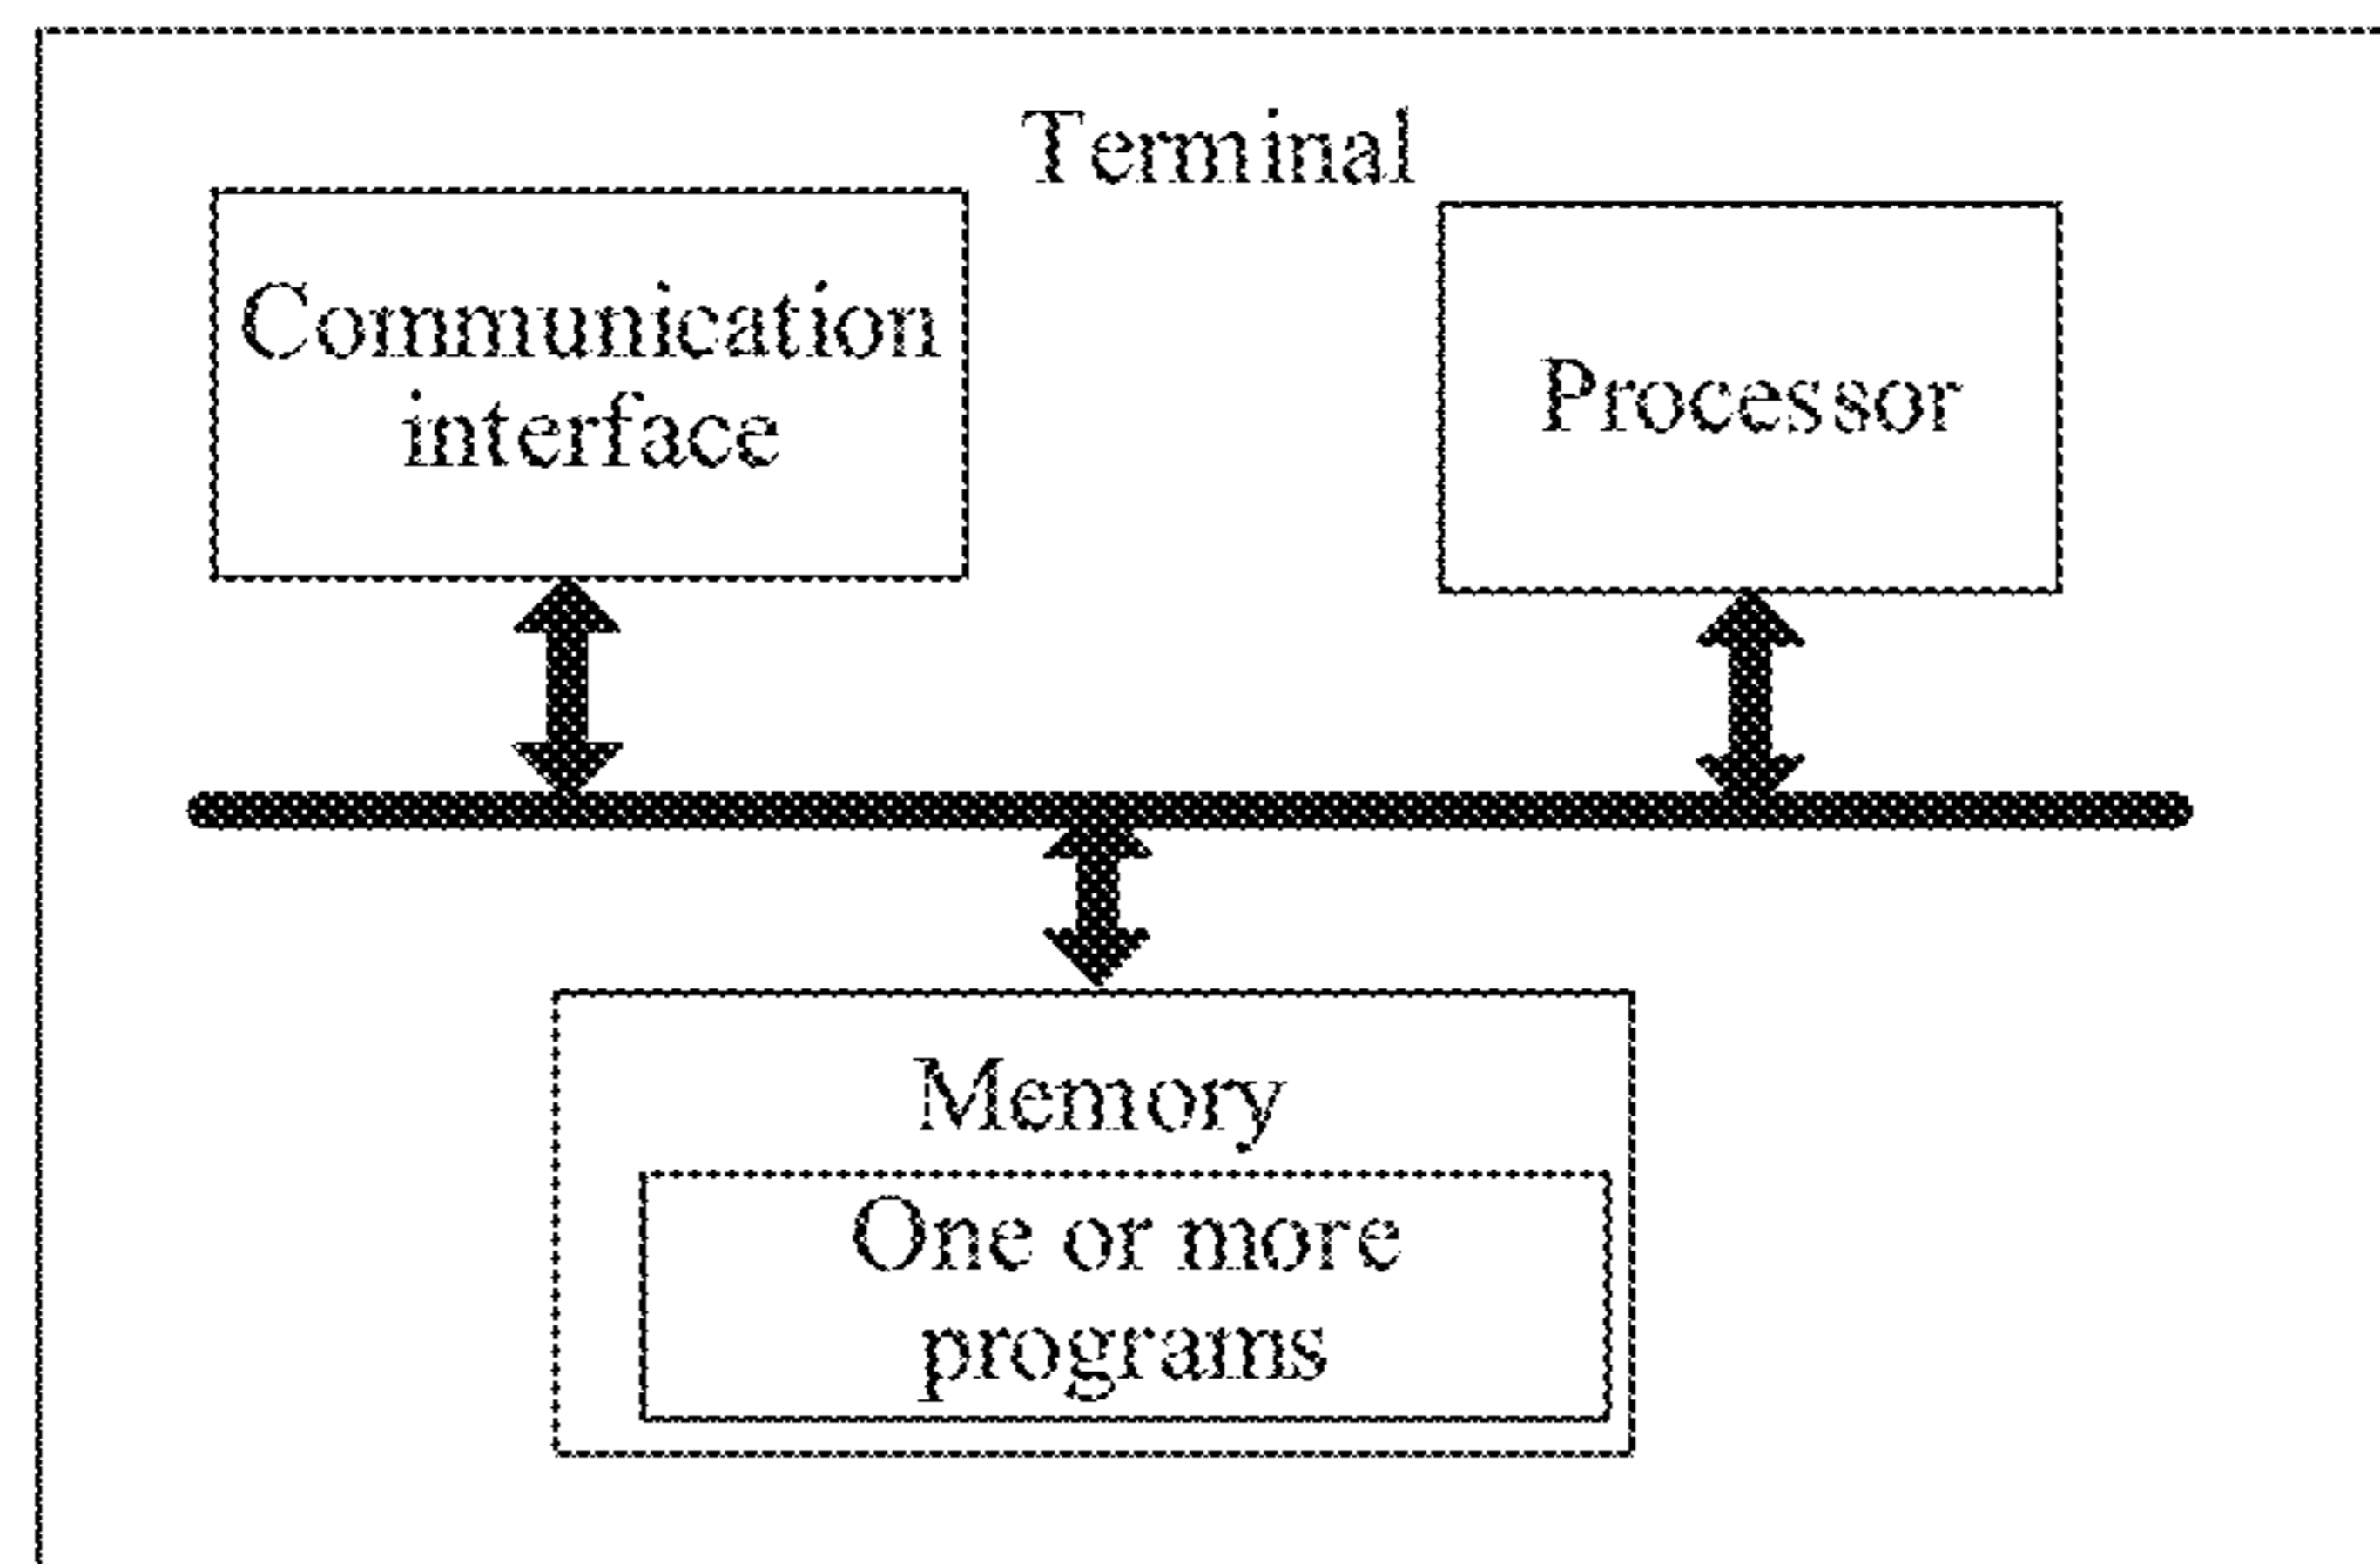 Terminal
Communication
interface
Processor
Memory
One or more
programs